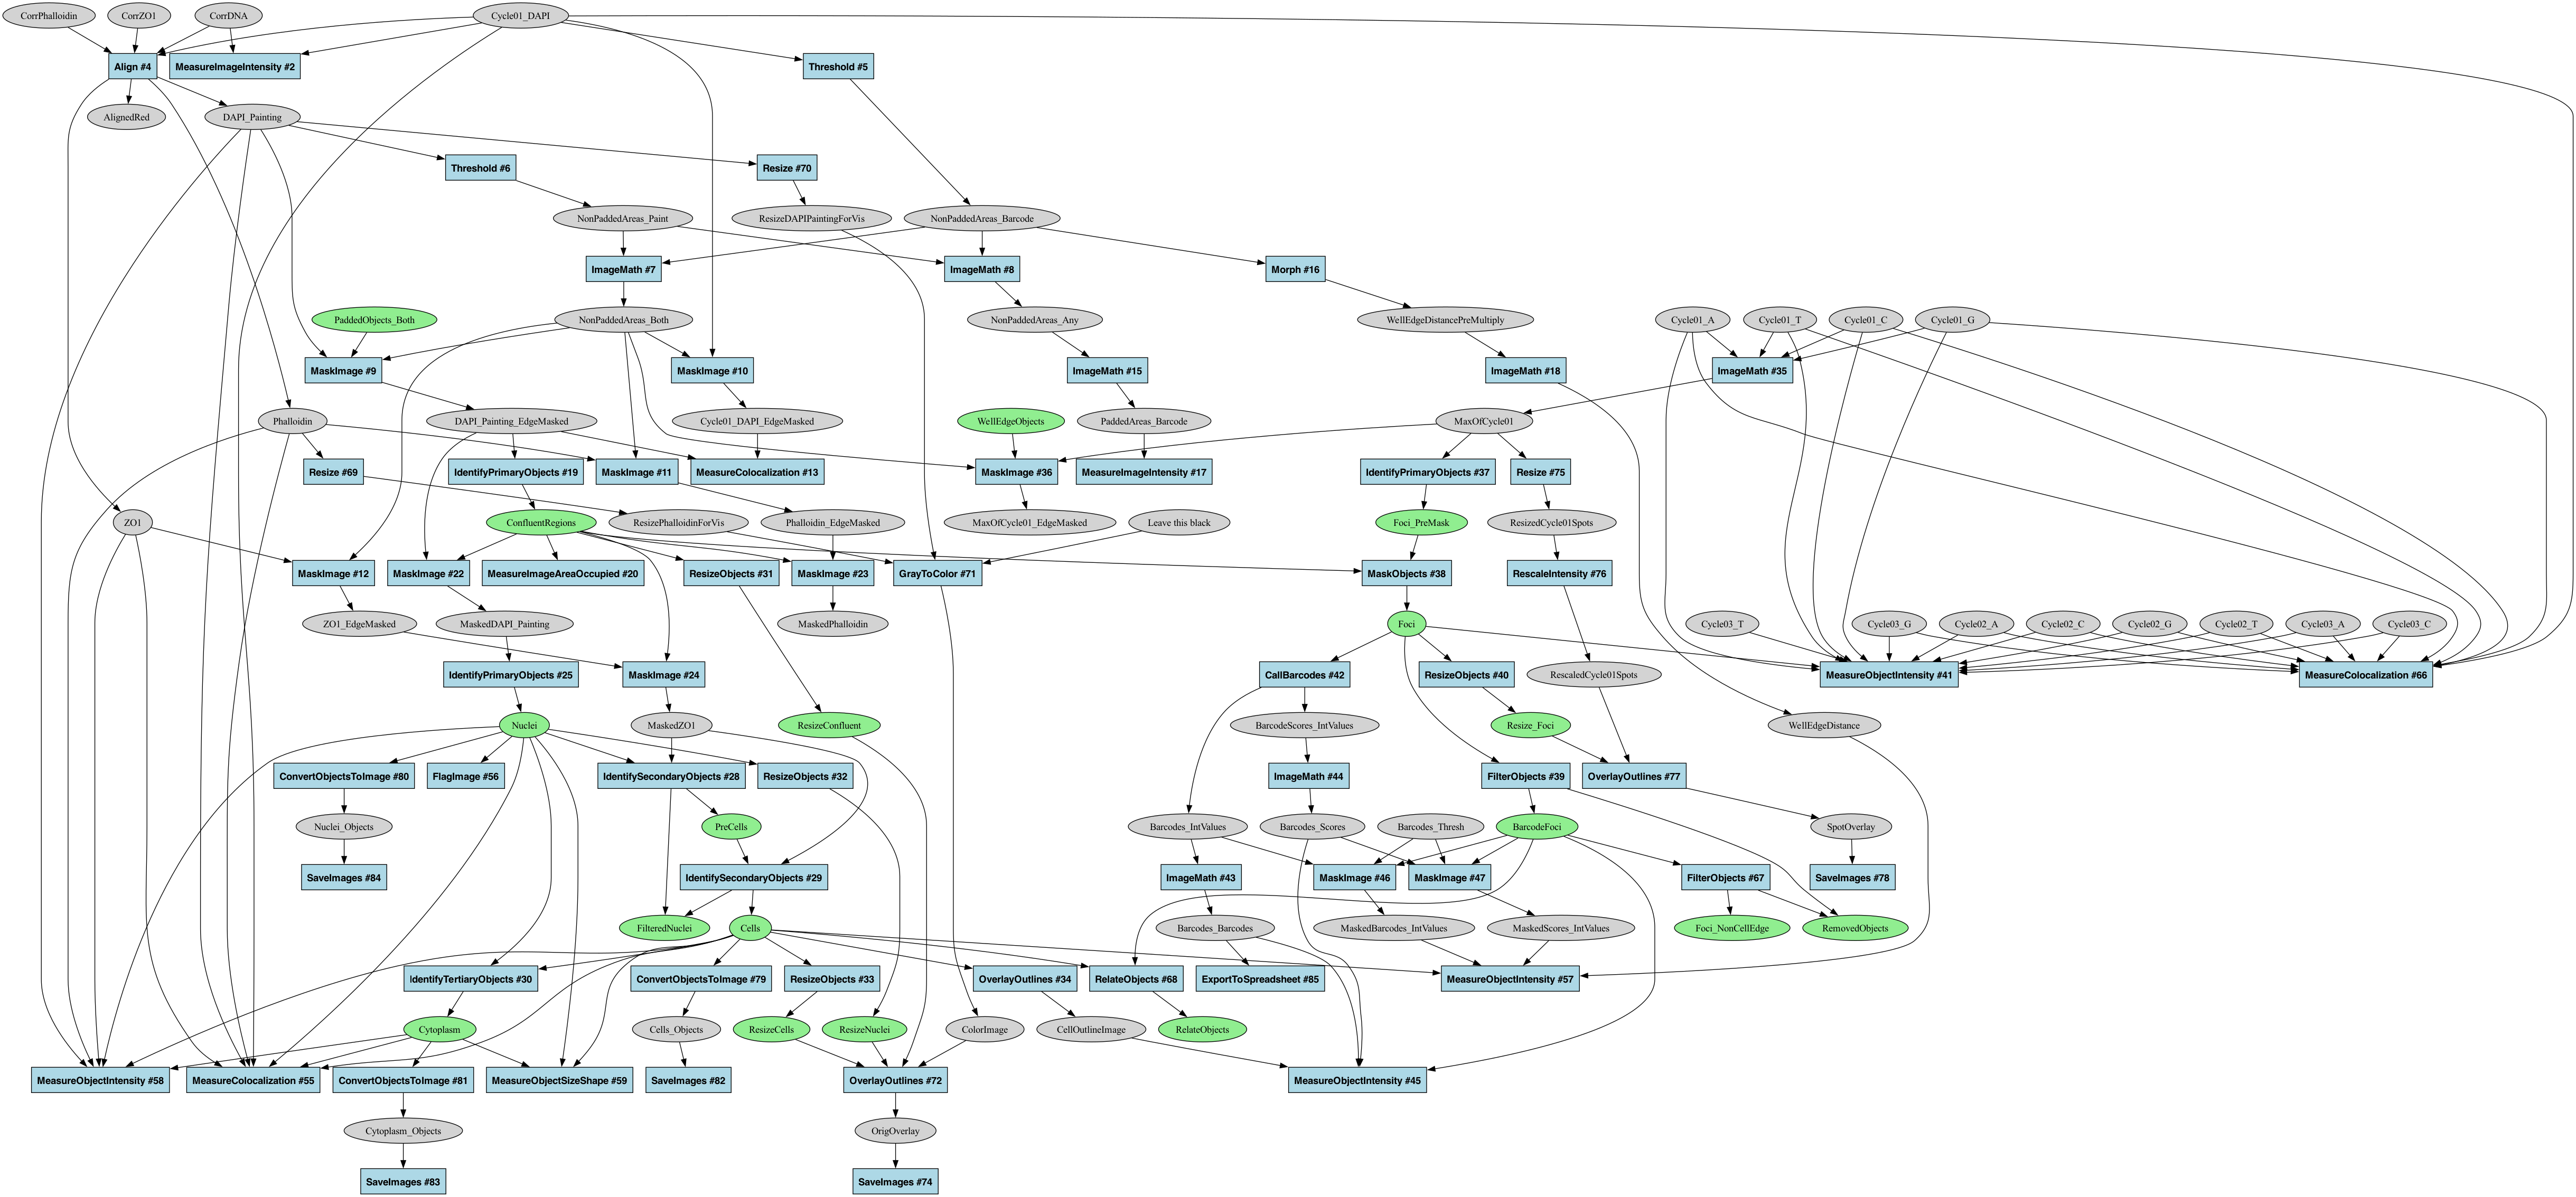 CorrPhalloidin
CorrZO1
CorrDNA
Cycle01_DAPI
Align #4
MeasureImageIntensity #2
Threshold #5
AlignedRed
DAPI_Painting
Threshold #6
Resize #70
NonPaddedAreas_Paint
ResizeDAPIPaintingForVis
NonPaddedAreas_Barcode
ImageMath #7
ImageMath #8
Morph #16
PaddedObjects_Both
NonPaddedAreas_Both
NonPaddedAreas_Any
WellEdgeDistancePreMultiply
Cycle01_A
Cycle01_T
Cycle01_C
Cycle01_G
MaskImage #9
MaskImage #10
ImageMath #15
ImageMath #18
ImageMath #35
Phalloidin
DAPI_Painting_EdgeMasked
Cycle01_DAPI_EdgeMasked
WellEdgeObjects
PaddedAreas_Barcode
MaxOfCycle01
Resize #69
IdentifyPrimaryObjects #19
MaskImage #11
MeasureColocalization #13
MaskImage #36
MeasureImageIntensity #17
IdentifyPrimaryObjects #37
Resize #75
ZO1
ConfluentRegions
ResizePhalloidinForVis
Phalloidin_EdgeMasked
MaxOfCycle01_EdgeMasked
Leave this black
Foci_PreMask
ResizedCycle01Spots
MaskImage #12
MaskImage #22
MeasureImageAreaOccupied #20
ResizeObjects #31
MaskImage #23
GrayToColor #71
MaskObjects #38
RescaleIntensity #76
ZO1_EdgeMasked
MaskedDAPI_Painting
MaskedPhalloidin
Foci
Cycle03_T
Cycle03_G
Cycle02_A
Cycle02_C
Cycle02_G
Cycle02_T
Cycle03_A
Cycle03_C
IdentifyPrimaryObjects #25
MaskImage #24
CallBarcodes #42
ResizeObjects #40
RescaledCycle01Spots
MeasureObjectIntensity #41
MeasureColocalization #66
Nuclei
MaskedZO1
ResizeConfluent
BarcodeScores_IntValues
Resize_Foci
WellEdgeDistance
ConvertObjectsToImage #80
FlagImage #56
IdentifySecondaryObjects #28
ResizeObjects #32
ImageMath #44
FilterObjects #39
OverlayOutlines #77
Nuclei_Objects
PreCells
Barcodes_IntValues
Barcodes_Scores
Barcodes_Thresh
BarcodeFoci
SpotOverlay
SaveImages #84
IdentifySecondaryObjects #29
ImageMath #43
MaskImage #46
MaskImage #47
FilterObjects #67
SaveImages #78
FilteredNuclei
Cells
Barcodes_Barcodes
MaskedBarcodes_IntValues
MaskedScores_IntValues
Foci_NonCellEdge
RemovedObjects
IdentifyTertiaryObjects #30
ConvertObjectsToImage #79
ResizeObjects #33
OverlayOutlines #34
RelateObjects #68
ExportToSpreadsheet #85
MeasureObjectIntensity #57
Cytoplasm
Cells_Objects
ResizeCells
ResizeNuclei
ColorImage
CellOutlineImage
RelateObjects
MeasureObjectIntensity #58
MeasureColocalization #55
ConvertObjectsToImage #81
MeasureObjectSizeShape #59
SaveImages #82
OverlayOutlines #72
MeasureObjectIntensity #45
Cytoplasm_Objects
OrigOverlay
SaveImages #83
SaveImages #74